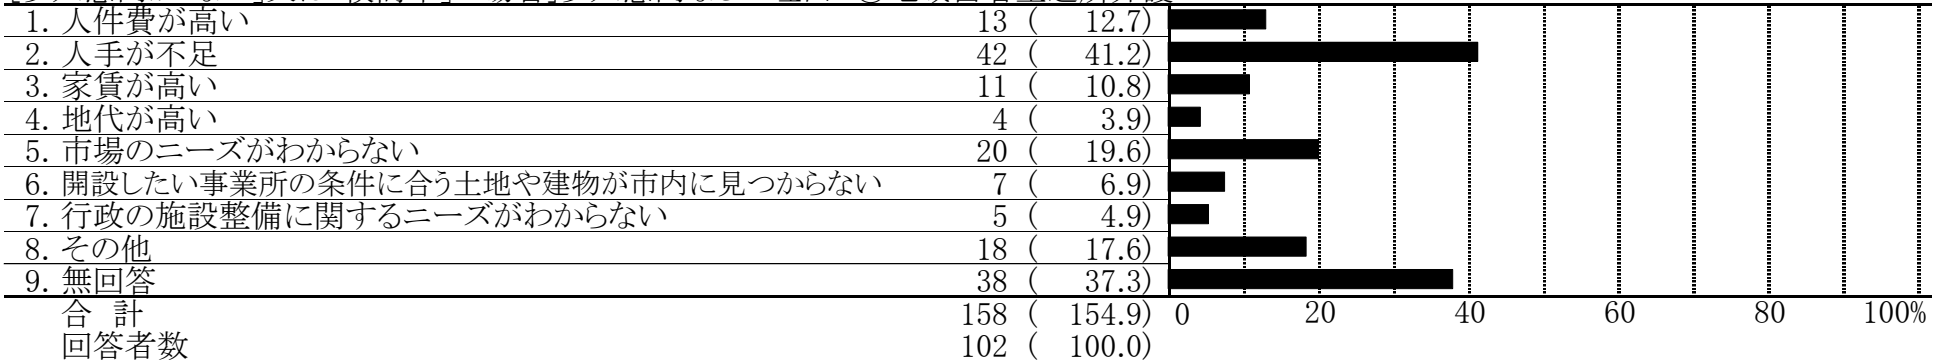 1. 人件費が高い 13 ( 12.7)
2. 人手が不足 42 ( 41.2)
3. 家賃が高い 11 ( 10.8)
4. 地代が高い 4 ( 3.9)
5. 市場のニーズがわからない 20 ( 19.6)
6. 開設したい事業所の条件に合う土地や建物が市内に見つからない 7 ( 6.9)
7. 行政の施設整備に関するニーズがわからない 5 ( 4.9)
8. その他 18 ( 17.6)
9. 無回答 38 ( 37.3)
合 計 158 ( 154.9) 0 20 40 60 80 100%
回答者数 102 ( 100.0)